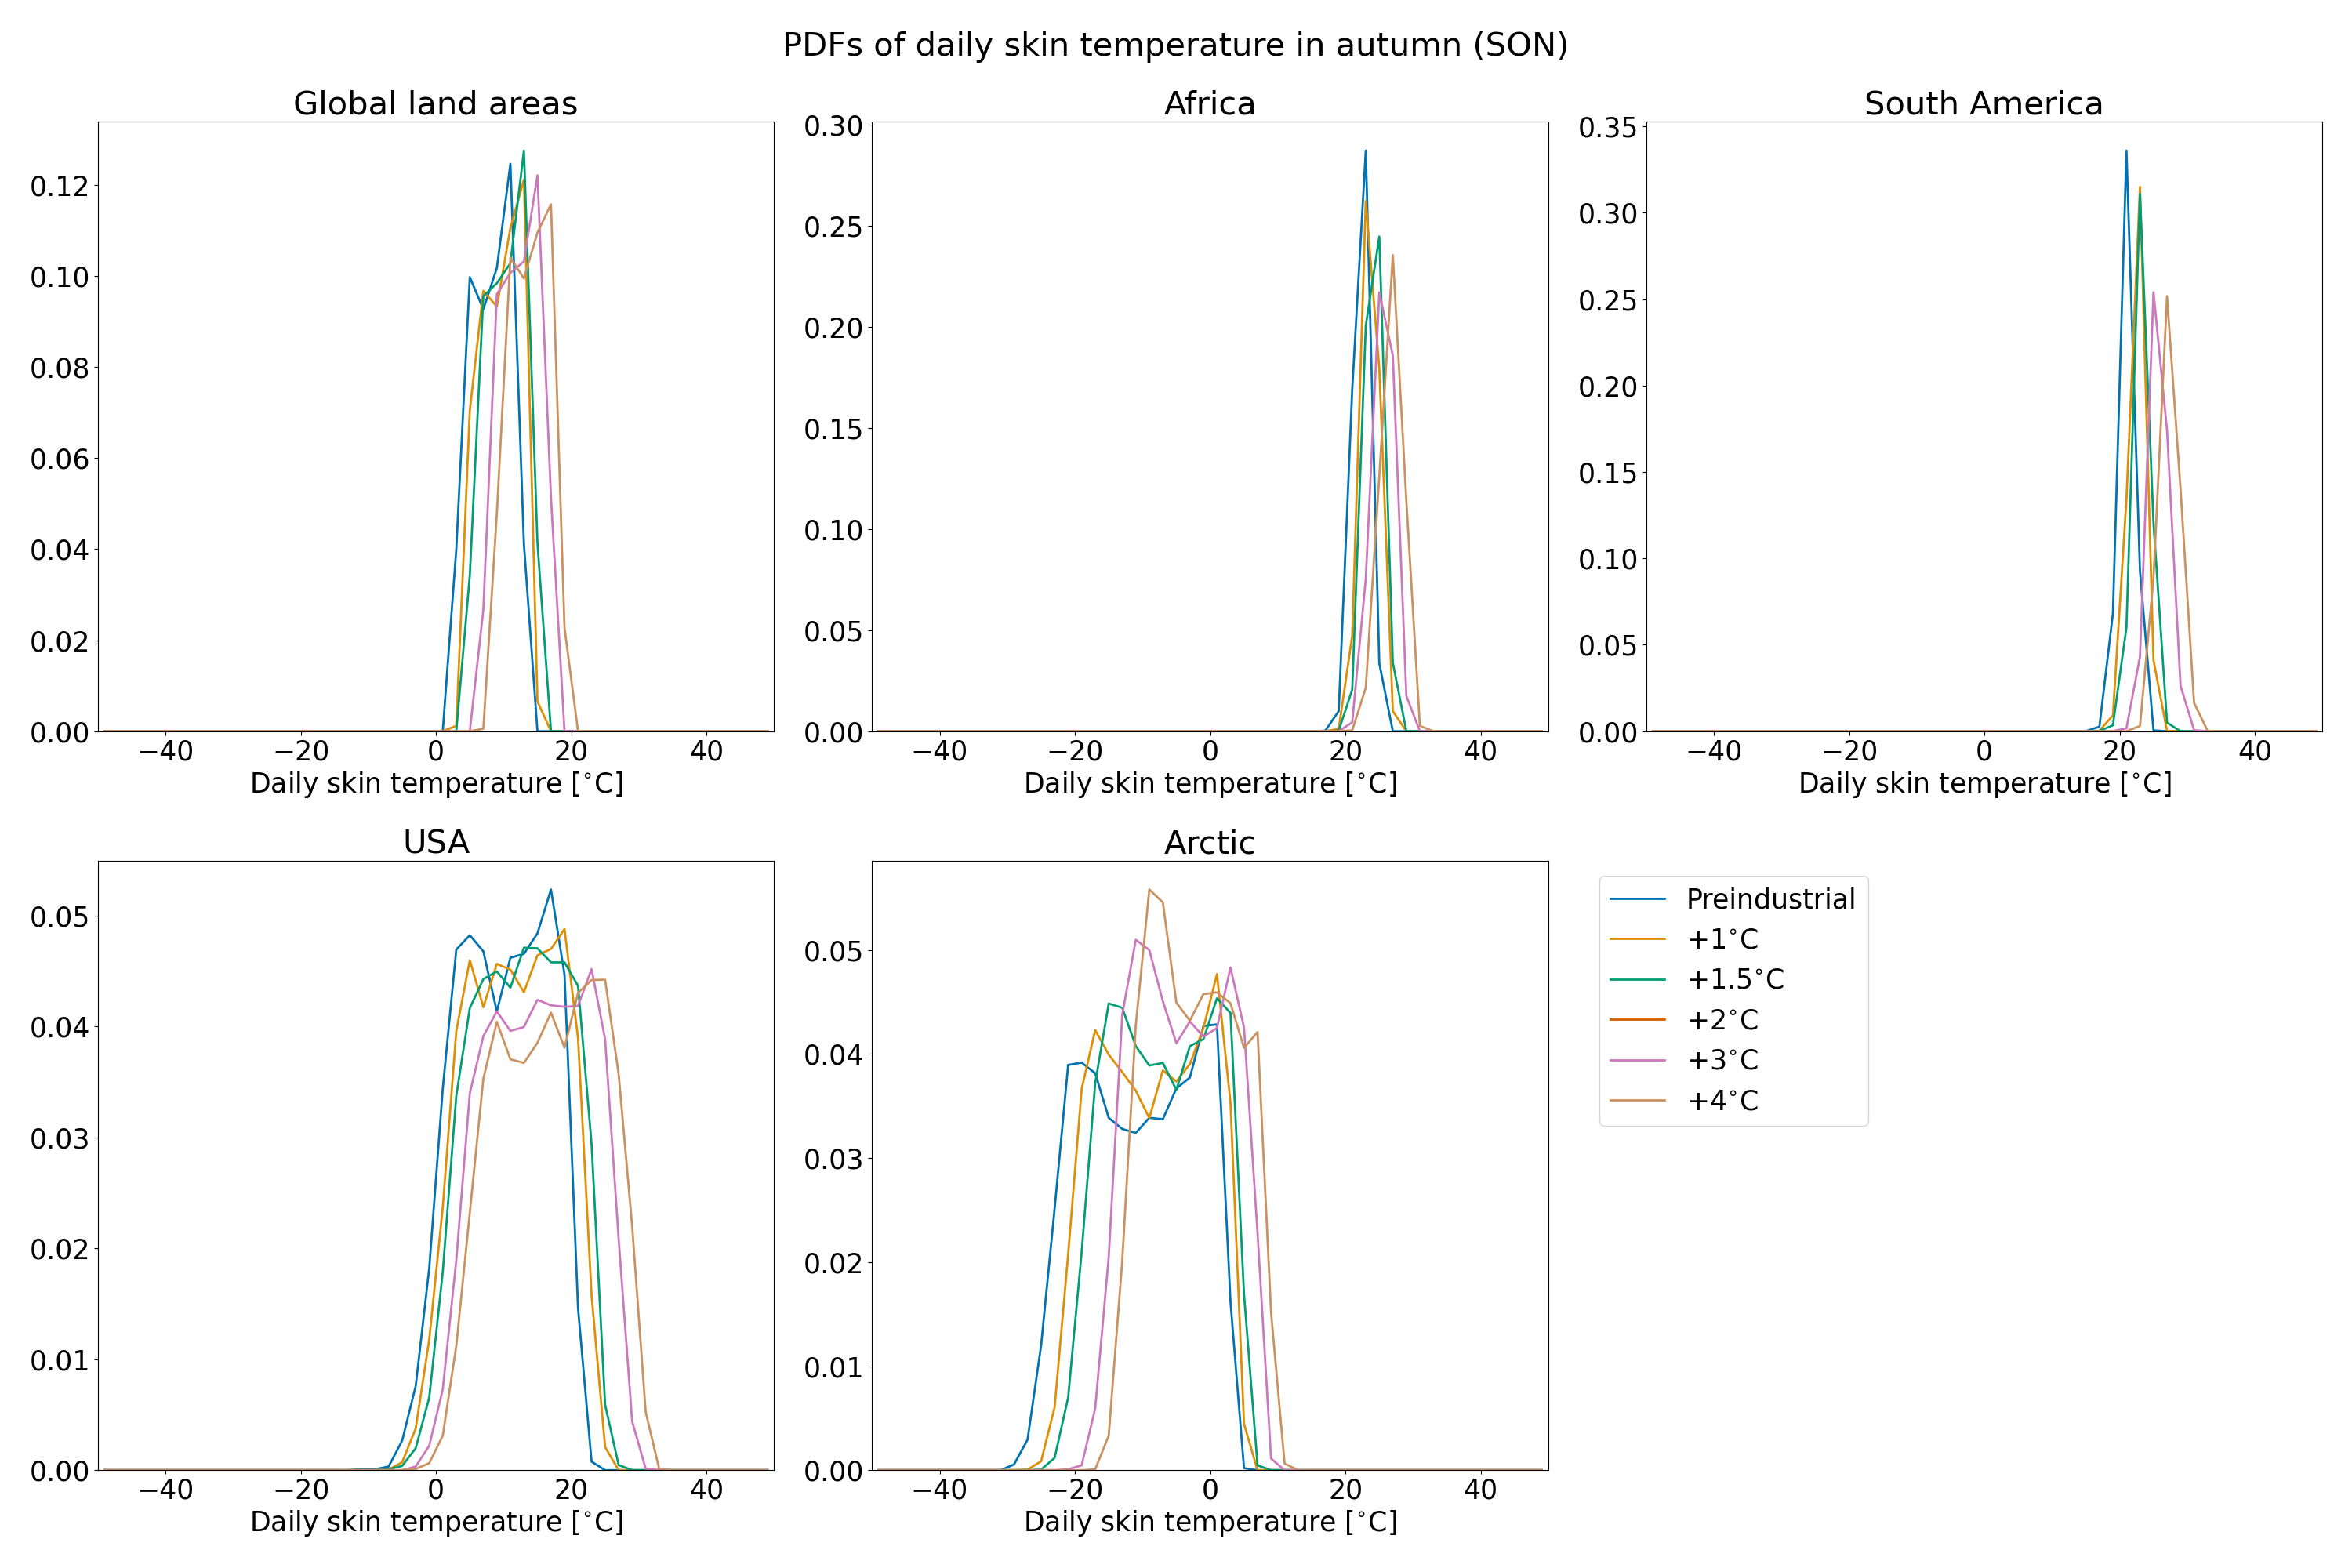 PDFs of daily skin temperature in autumn (SON)
Global land areas
0.12
0.10
0.08
0.06
0.04
0.02
0.00
−40 −20 0 20 40
Daily skin temperature [°C]
Africa
0.30
0.25
0.20
0.15
0.10
0.05
0.00
−40 −20 0 20 40
Daily skin temperature [°C]
South America
0.35
0.30
0.25
0.20
0.15
0.10
0.05
0.00
−40 −20 0 20 40
Daily skin temperature [°C]
USA
0.05
0.04
0.03
0.02
0.01
0.00
−40 −20 0 20 40
Daily skin temperature [°C]
Arctic
0.05
0.04
0.03
0.02
0.01
0.00
−40 −20 0 20 40
Daily skin temperature [°C]
Preindustrial
+1°C
+1.5°C
+2°C
+3°C
+4°C